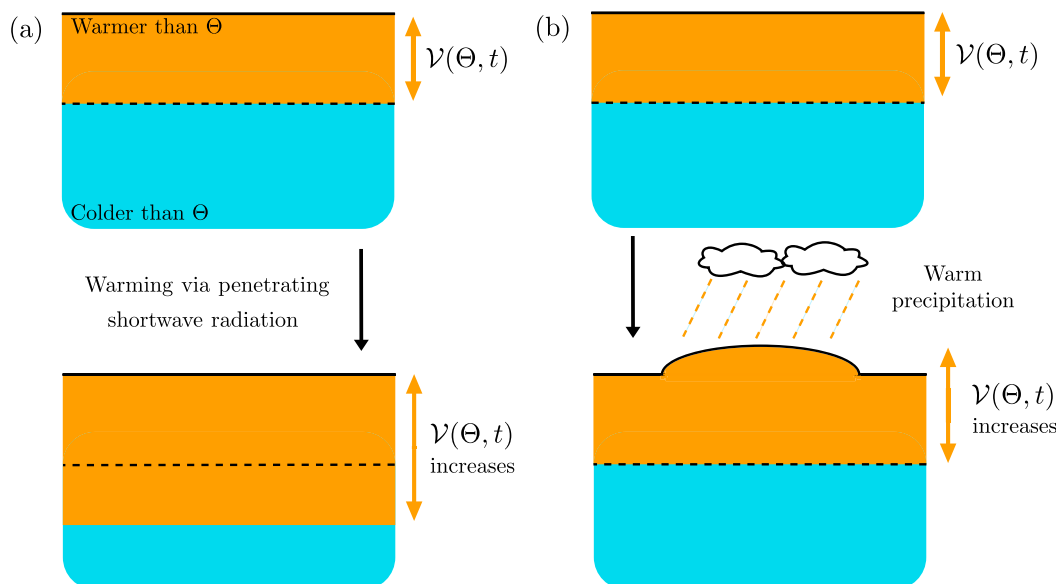 (a)
Warmer than Θ
𝒱(Θ, t)
Colder than Θ
Warming via penetrating
shortwave radiation
𝒱(Θ, t)
increases
(b)
𝒱(Θ, t)
Warm
precipitation
𝒱(Θ, t)
increases